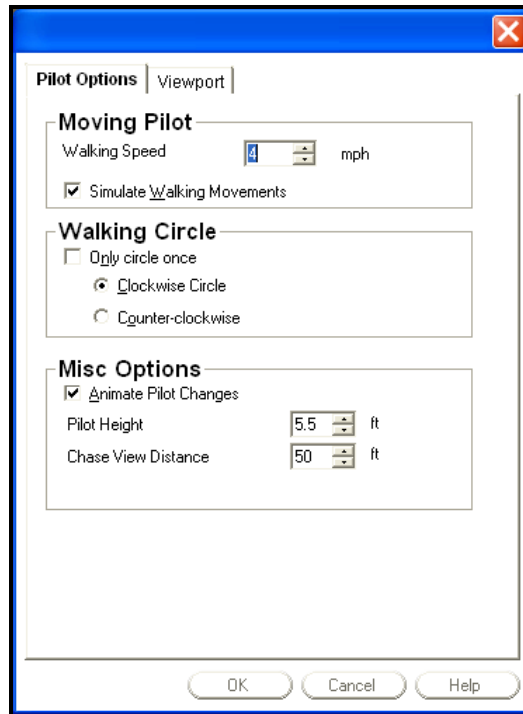 Pilot Options Viewport
Moving Pilot
Walking Speed 4 mph
Simulate Walking Movements
Walking Circle
Only circle once
Clockwise Circle
Counter-clockwise
Misc Options
Animate Pilot Changes
Pilot Height 5.5 ft
Chase View Distance 50 ft
OK Cancel Help